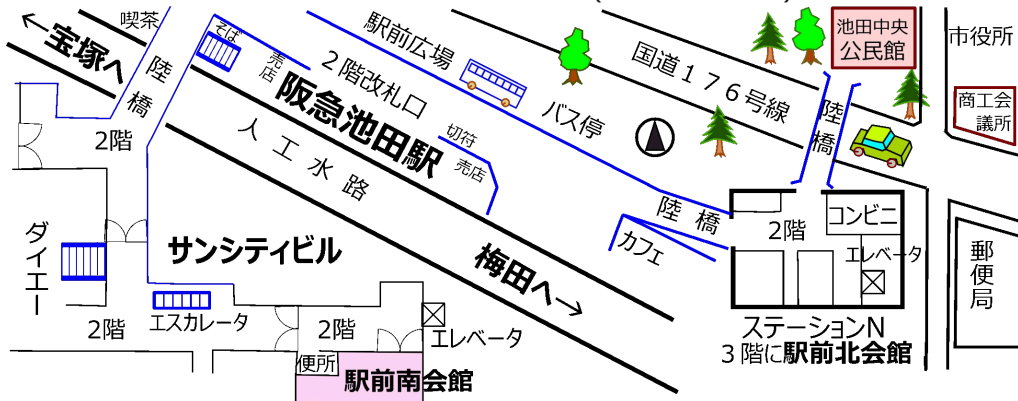 喫茶
←宝塚へ
陸橋
2階
そば
売店
2階改札口
阪急池田駅
切符
売店
人工水路
駅前広場
バス停
国道176号線
池田中央
公民館
市役所
商工会
議所
陸橋
陸橋
カフェ
2階
コンビニ
エレベータ
郵便局
ステーションN
3階に駅前北会館
梅田へ→
ダイエー
サンシティビル
2階
エスカレータ
2階
エレベータ
便所
駅前南会館